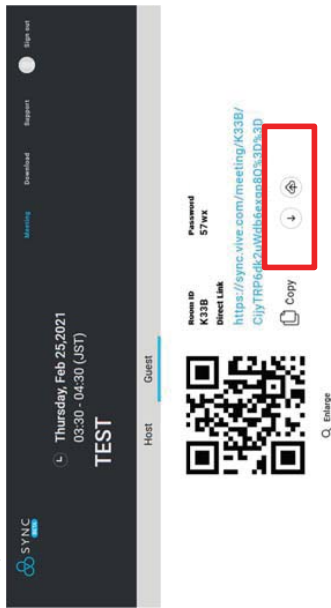 SYNC
BETA
Meeting
Download
Support
Sign out
Thursday, Feb 25,2021
03:30 - 04:30 (JST)
TEST
Host
Guest
Room ID
Password
K33B
57wx
Direct Link
https://sync.vive.com/meeting/K33B/
Copy
Enlarge